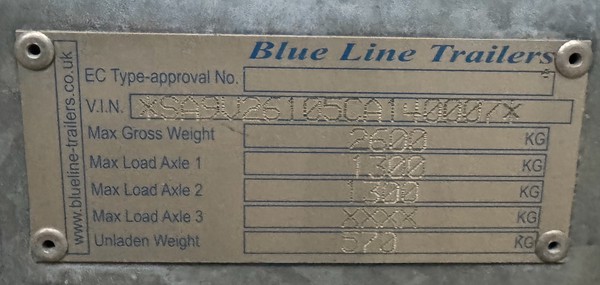 Blue Line Trailers
www.blueline-trailers.co.uk
EC Type-approval No.
V.I.N.
Max Gross Weight 2600 KG
Max Load Axle 1 1300 KG
Max Load Axle 2 1300 KG
Max Load Axle 3 XXXX KG
Unladen Weight 570 KG